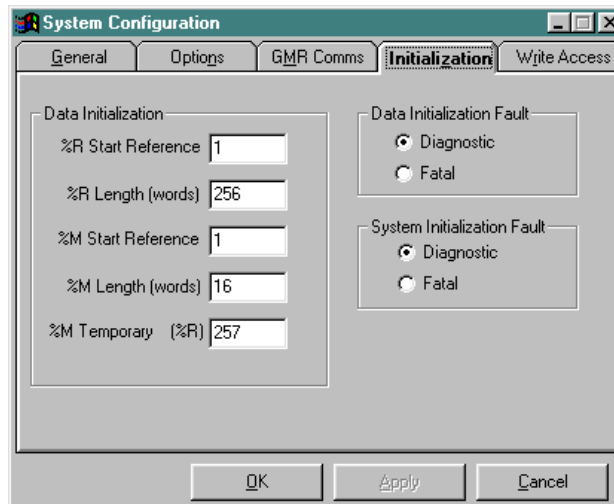 System Configuration
General Options GMR Comms Initialization Write Access
Data Initialization
%R Start Reference 1
%R Length (words) 256
%M Start Reference 1
%M Length (words) 16
%M Temporary (%R) 257
Data Initialization Fault
Diagnostic
Fatal
System Initialization Fault
Diagnostic
Fatal
OK Apply Cancel